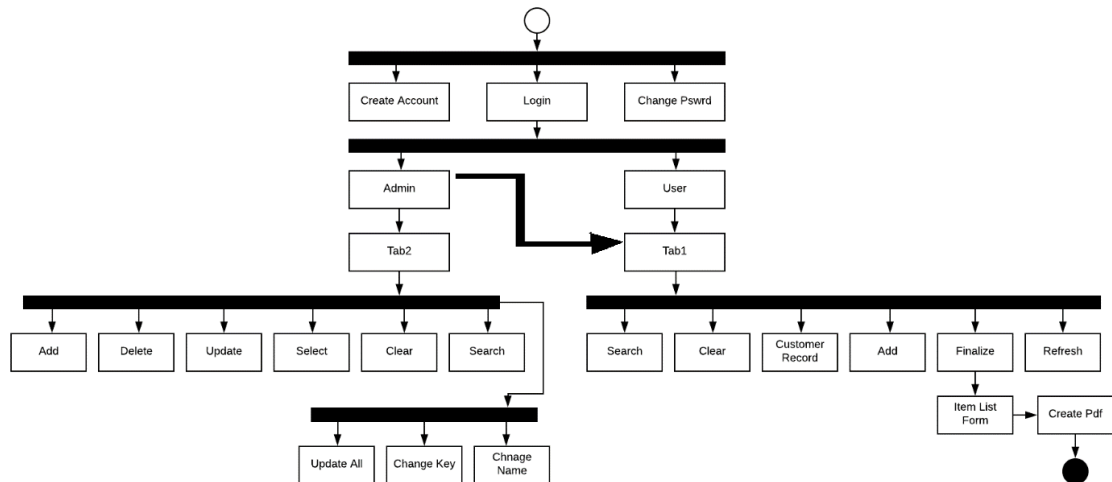 Create Account
Login
Change Pswrd
Admin
User
Tab2
Tab1
Add
Delete
Update
Select
Clear
Search
Search
Clear
Customer
Record
Add
Finalize
Refresh
Item List
Form
Create Pdf
Update All
Change Key
Chnage
Name